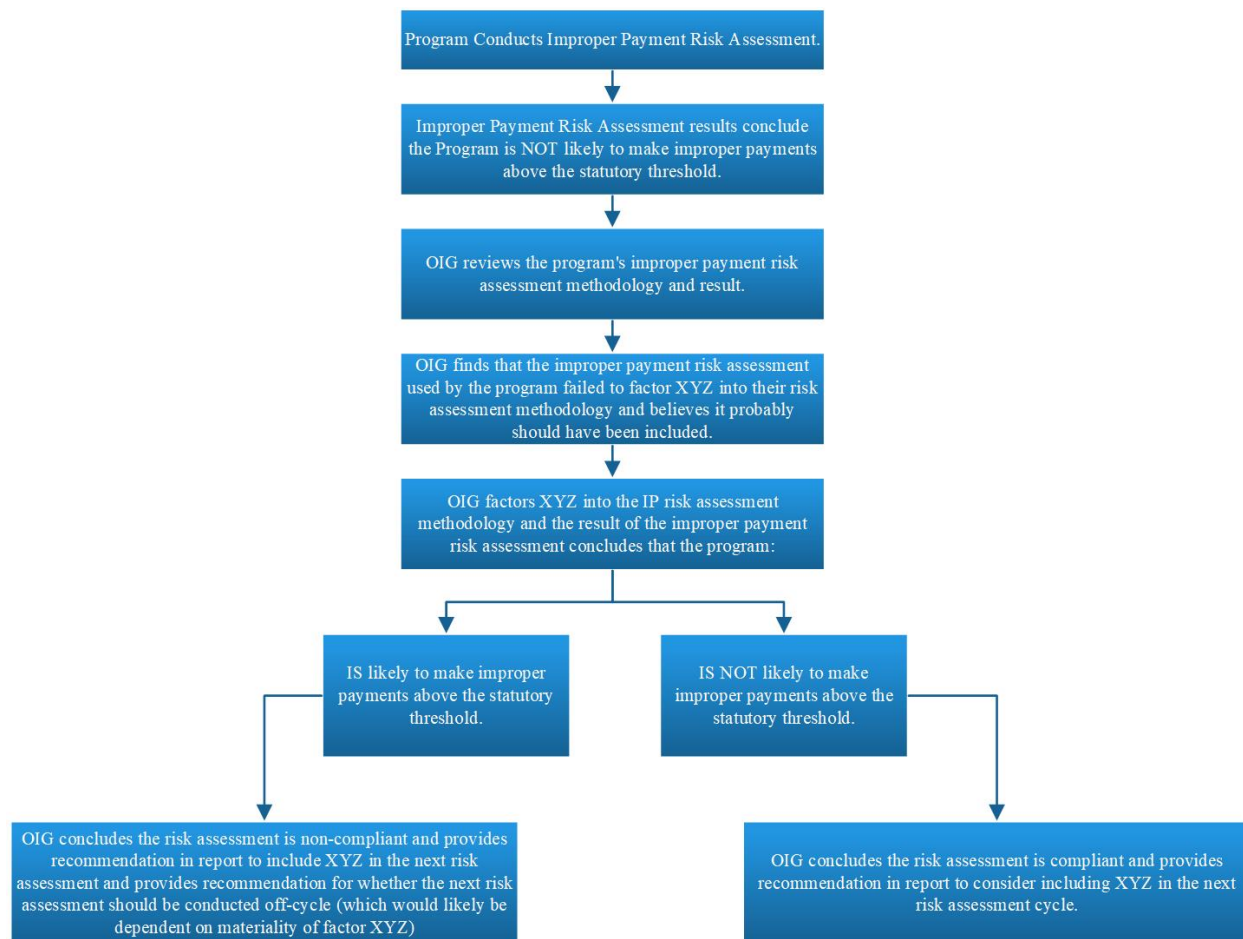 Program Conducts Improper Payment Risk Assessment.
Improper Payment Risk Assessment results conclude
the Program is NOT likely to make improper payments
above the statutory threshold.
OIG reviews the program's improper payment risk
assessment methodology and result.
OIG finds that the improper payment risk assessment
used by the program failed to factor XYZ into their risk
assessment methodology and believes it probably
should have been included.
OIG factors XYZ into the IP risk assessment
methodology and the result of the improper payment
risk assessment concludes that the program:
IS likely to make improper
payments above the statutory
threshold.
IS NOT likely to make
improper payments above the
statutory threshold.
OIG concludes the risk assessment is non-compliant and provides
recommendation in report to include XYZ in the next risk
assessment and provides recommendation for whether the next risk
assessment should be conducted off-cycle (which would likely be
dependent on materiality of factor XYZ)
OIG concludes the risk assessment is compliant and provides
recommendation in report to consider including XYZ in the next
risk assessment cycle.